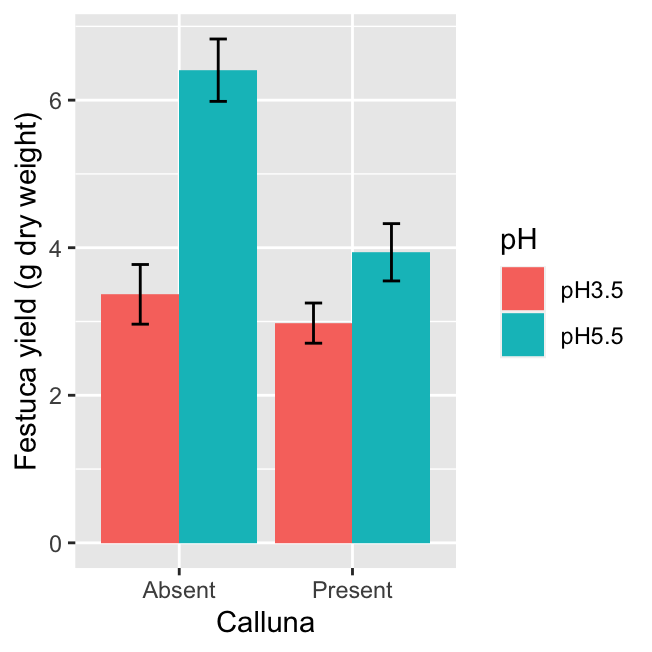 Festuca yield (g dry weight)
6
4
2
0
Absent Present
Calluna
pH
pH3.5
pH5.5